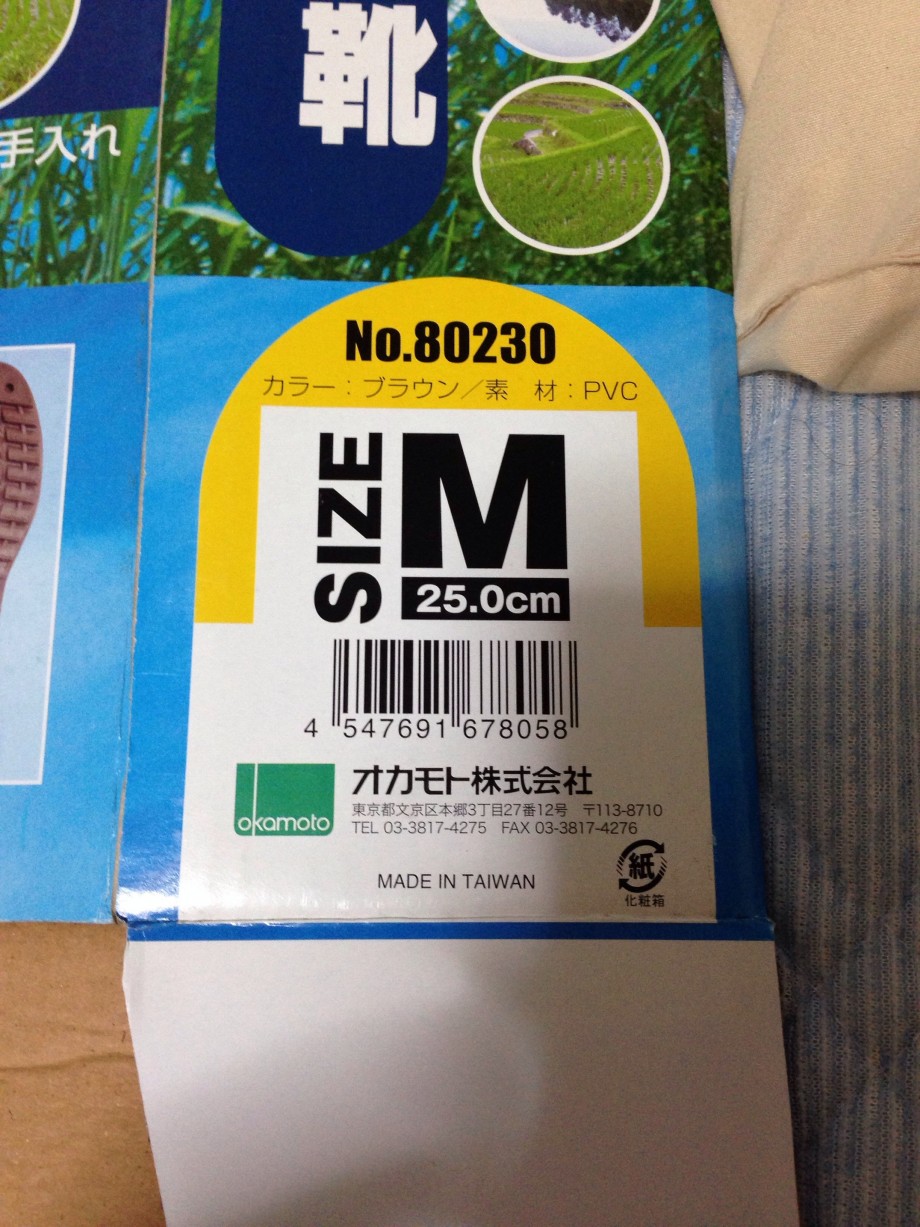 靴
手入れ
No.80230
カラー：ブラウン／素　材：PVC
SIZE
M
25.0cm
4 547691 678058
okamoto
オカモト株式会社
東京都文京区本郷3丁目27番12号　〒113-8710
TEL 03-3817-4275　FAX 03-3817-4276
MADE IN TAIWAN
紙
化粧箱